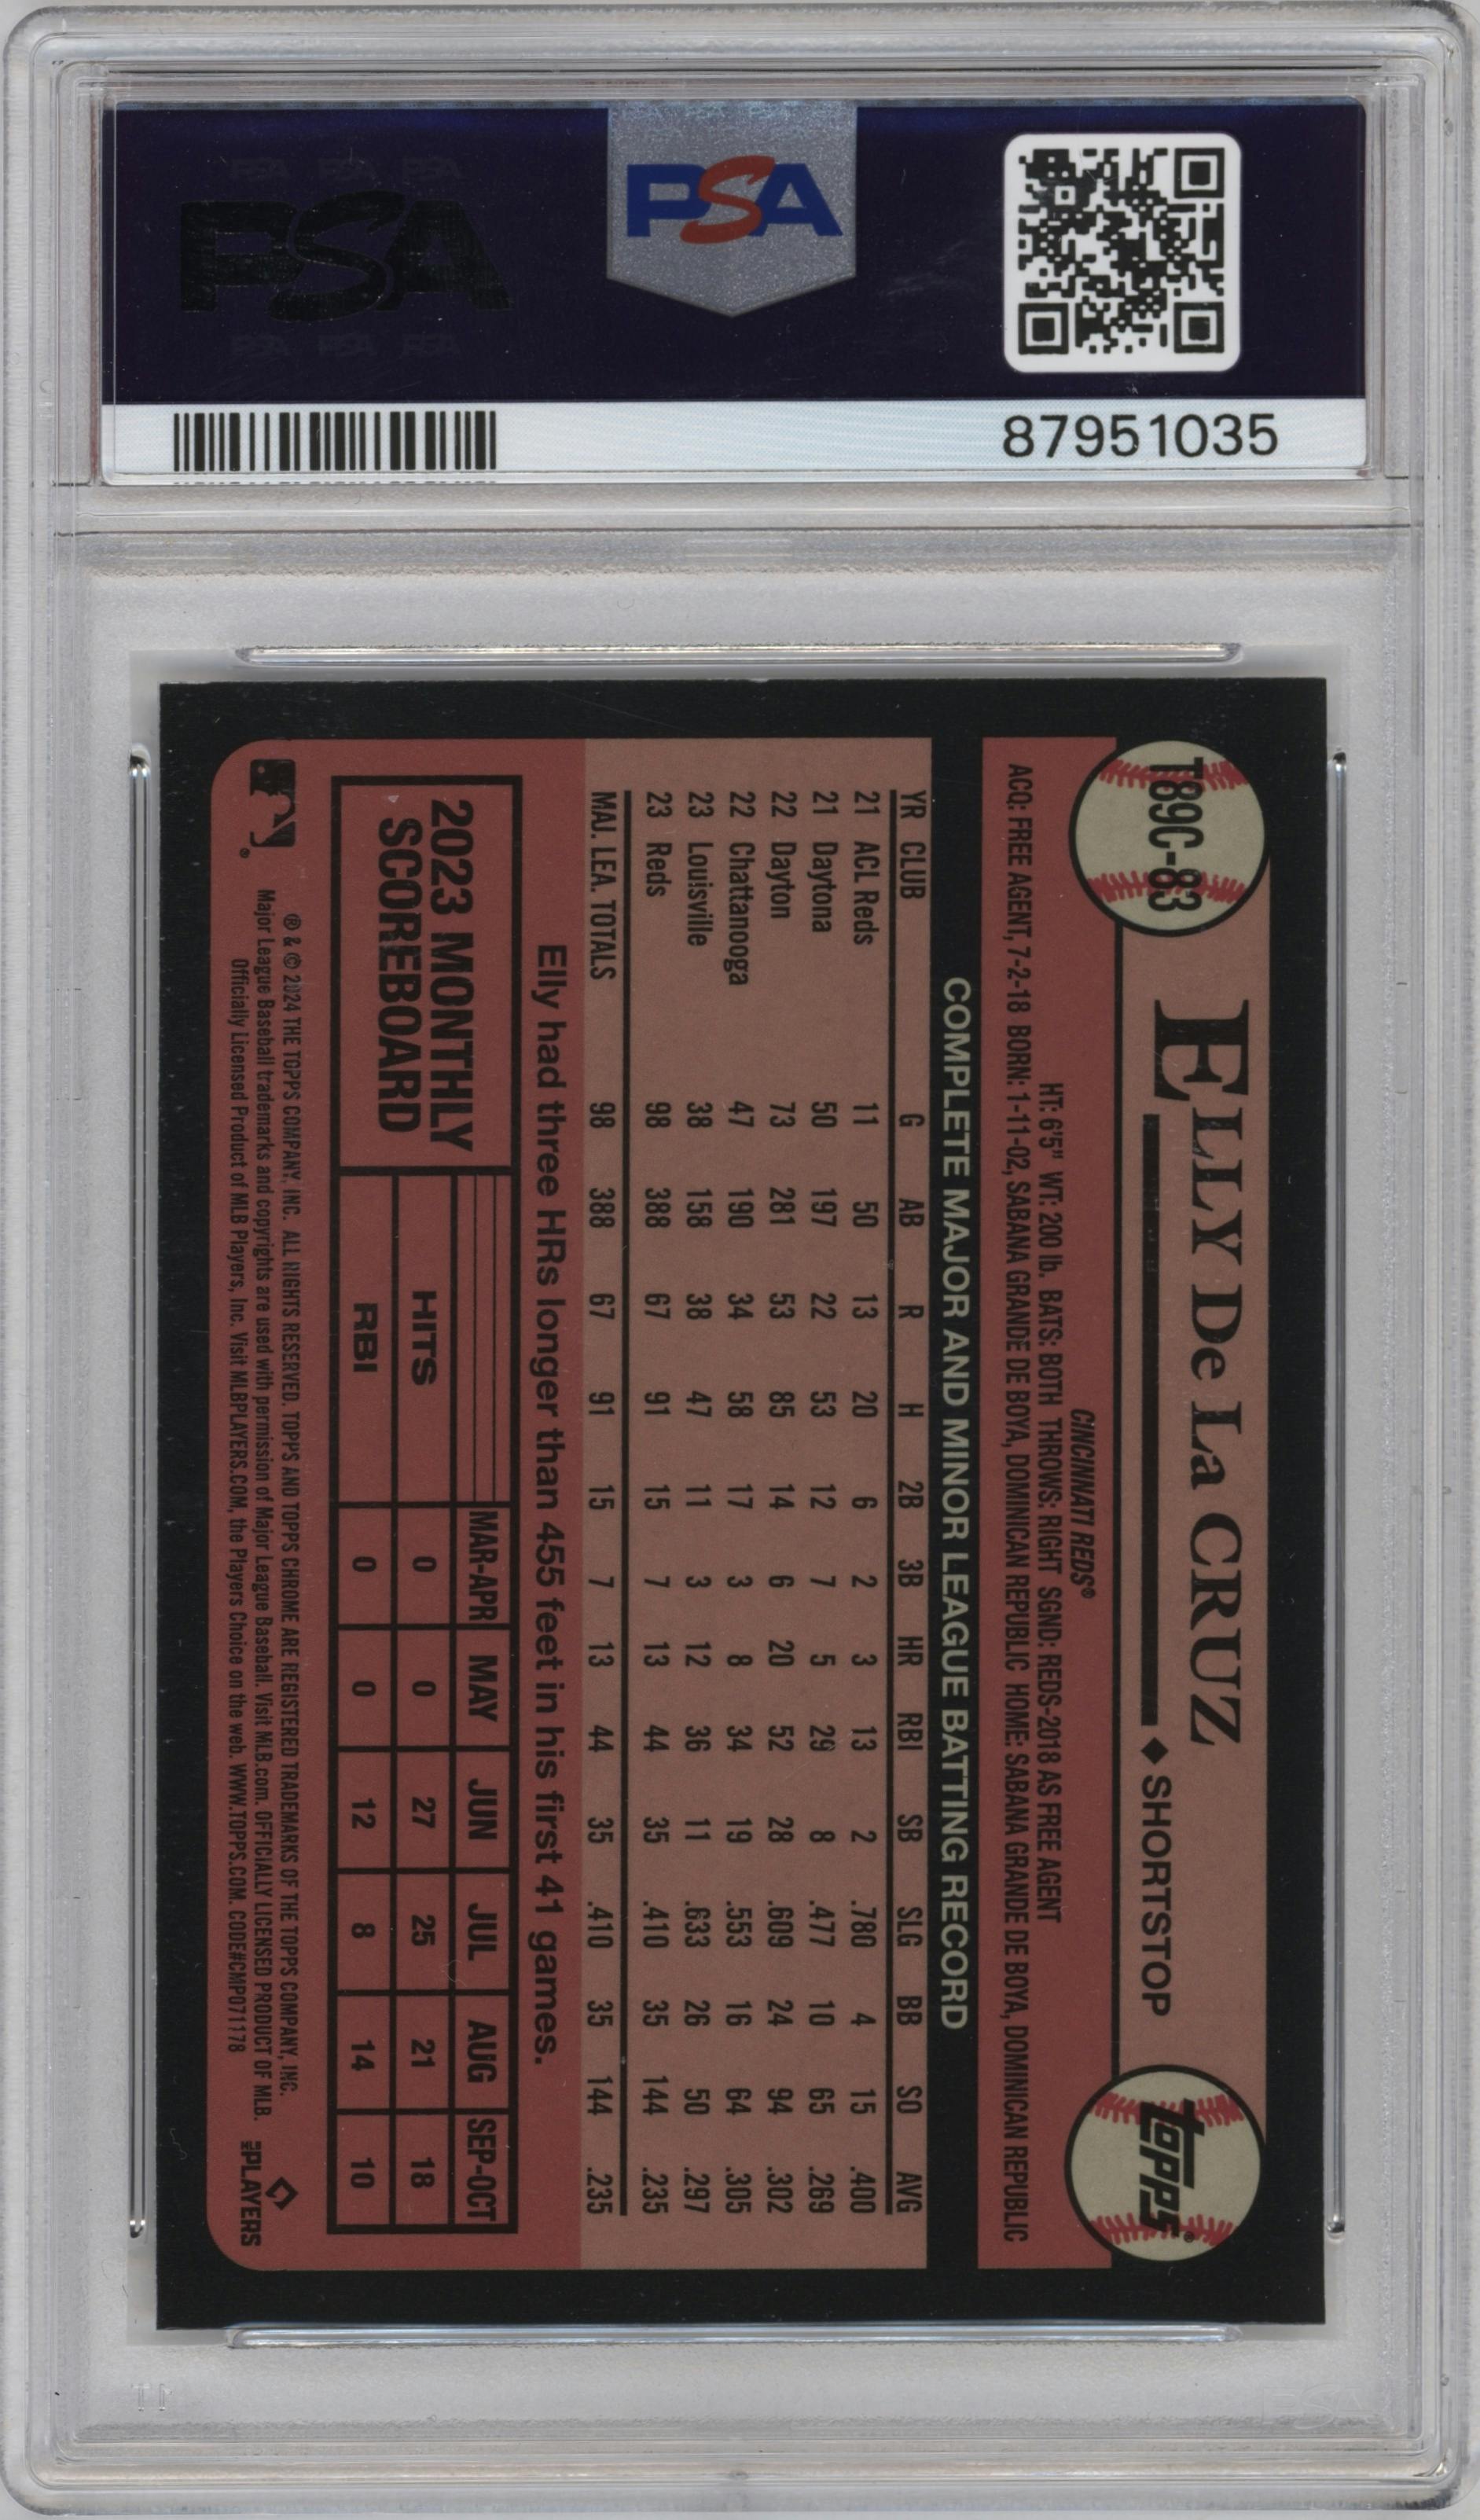 PSA PSA PSA
PSA
PSA PSA PSA
PSA
87951035
T89C-83
ELLY De La CRUZ
◆ SHORTSTOP
topps®
CINCINNATI REDS®
HT: 6'5" WT: 200 lb. BATS: BOTH THROWS: RIGHT SGND: REDS-2018 AS FREE AGENT
ACQ: FREE AGENT, 7-2-18 BORN: 1-11-02, SABANA GRANDE DE BOYA, DOMINICAN REPUBLIC HOME: SABANA GRANDE DE BOYA, DOMINICAN REPUBLIC
COMPLETE MAJOR AND MINOR LEAGUE BATTING RECORD
YR CLUB G AB R H 2B 3B HR RBI SB SLG BB SO AVG
21 ACL Reds 11 50 13 20 6 2 3 13 2 .780 4 15 .400
21 Daytona 50 197 22 53 12 7 5 29 8 .477 10 65 .269
22 Dayton 73 281 53 85 14 6 20 52 28 .609 24 94 .302
22 Chattanooga 47 190 34 58 17 3 8 34 19 .553 16 64 .305
23 Louisville 38 158 38 47 11 3 12 36 11 .633 26 50 .297
23 Reds 98 388 67 91 15 7 13 44 35 .410 35 144 .235
MAJ. LEA. TOTALS 98 388 67 91 15 7 13 44 35 .410 35 144 .235
Elly had three HRs longer than 455 feet in his first 41 games.
2023 MONTHLY
SCOREBOARD
MAR-APR MAY JUN JUL AUG SEP-OCT
HITS 0 0 27 25 21 18
RBI 0 0 12 8 14 10
® & © 2024 THE TOPPS COMPANY, INC. ALL RIGHTS RESERVED. TOPPS AND TOPPS CHROME ARE REGISTERED TRADEMARKS OF THE TOPPS COMPANY, INC.
Major League Baseball trademarks and copyrights are used with permission of Major League Baseball. Visit MLB.com. OFFICIALLY LICENSED PRODUCT OF MLB.
Officially Licensed Product of MLB Players, Inc. Visit MLBPLAYERS.COM, the Players Choice on the web. WWW.TOPPS.COM. CODE#CMP071178
MLB PLAYERS
PSA